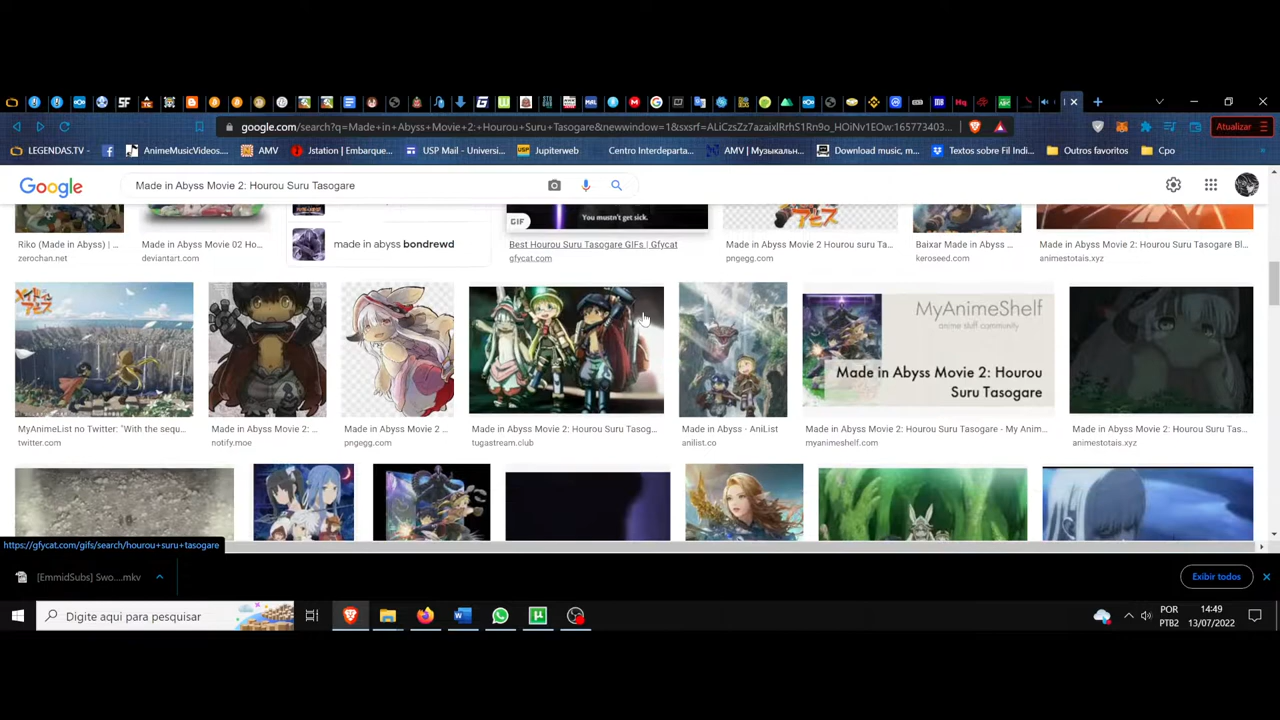 google.com/search?q=Made+in+Abyss+Movie+2:+Hourou+Suru+Tasogare&newwindow=1&sxsrf=ALiCzsZz7azaixlRrhS1Rn9o_HOiNv1EOw:165773403...
Atualizar
LEGENDAS.TV
AnimeMusicVideos....
AMV
Jstation | Embarque...
USP Mail - Universi...
Jupiterweb
Centro Interdeparta...
AMV | Музыкальн...
Download music, m...
Textos sobre Fil Indi...
Outros favoritos
Cpo
Google
Made in Abyss Movie 2: Hourou Suru Tasogare
GIF
You mustn't get sick.
Riko (Made in Abyss) | ...
zerochan.net
Made in Abyss Movie 02 Ho...
deviantart.com
made in abyss bondrewd
Best Hourou Suru Tasogare GIFs | Gfycat
gfycat.com
Made in Abyss Movie 2 Hourou suru Ta...
pngegg.com
Baixar Made in Abyss ...
keroseed.com
Made in Abyss Movie 2: Hourou Suru Tasogare Bl...
animestotais.xyz
MyAnimeShelf
anime stuff community
Made in Abyss Movie 2: Hourou
Suru Tasogare
MyAnimeList no Twitter: "With the sequ...
twitter.com
Made in Abyss Movie 2: ...
notify.moe
Made in Abyss Movie 2 ...
pngegg.com
Made in Abyss Movie 2: Hourou Suru Tasog...
tugastream.club
Made in Abyss · AniList
anilist.co
Made in Abyss Movie 2: Hourou Suru Tasogare - My Anim...
myanimeshelf.com
Made in Abyss Movie 2: Hourou Suru Tas...
animestotais.xyz
https://gfycat.com/gifs/search/hourou+suru+tasogare
[EmmidSubs] Swo....mkv
Exibir todos
Digite aqui para pesquisar
POR
PTB2
14:49
13/07/2022